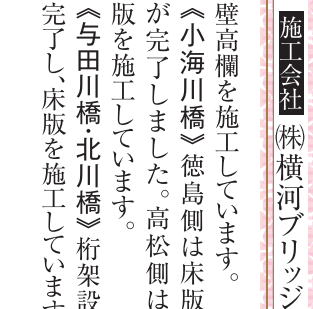 施工会社
㈱横河ブリッジ
壁高欄を施工しています。
《小海川橋》徳島側は床版
が完了しました。高松側は
版を施工しています。
《与田川橋・北川橋》桁架設
完了し、床版を施工しています